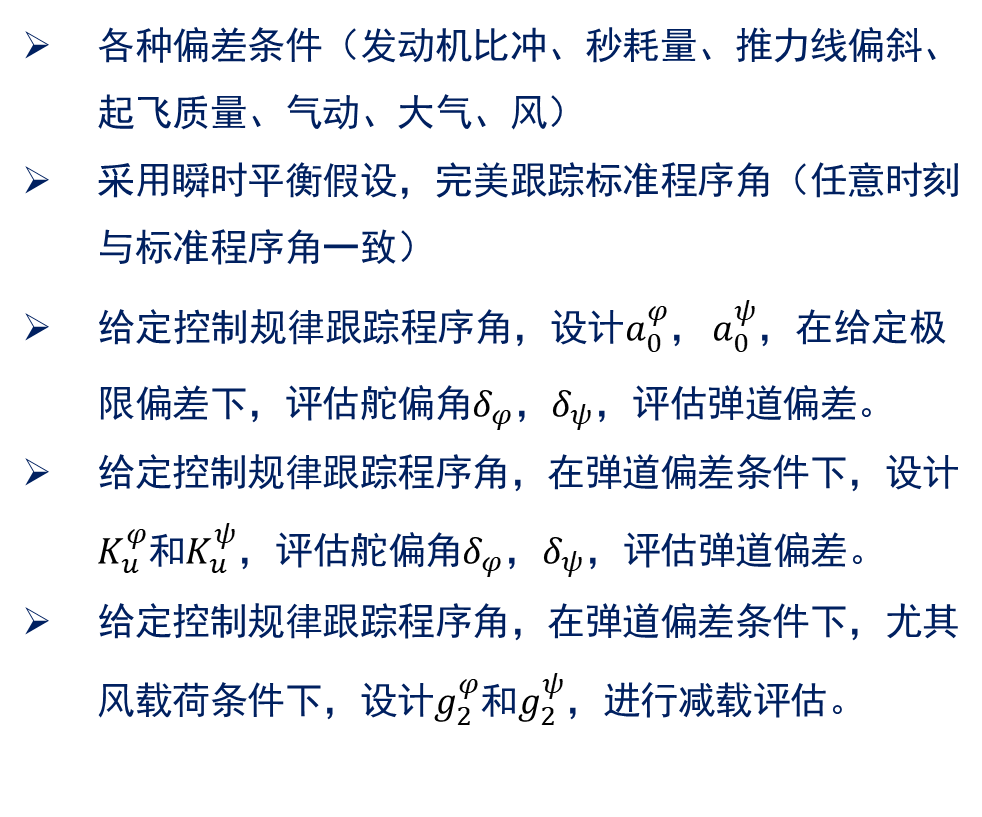 ➢ 各种偏差条件（发动机比冲、秒耗量、推力线偏斜、
起飞质量、气动、大气、风）
➢ 采用瞬时平衡假设，完美跟踪标准程序角（任意时刻
与标准程序角一致）
➢ 给定控制规律跟踪程序角，设计$a_0^{\varphi}$，$a_0^{\psi}$，在给定极
限偏差下，评估舵偏角$\delta_{\varphi}$，$\delta_{\psi}$，评估弹道偏差。
➢ 给定控制规律跟踪程序角，在弹道偏差条件下，设计
$K_u^{\varphi}$和$K_u^{\psi}$，评估舵偏角$\delta_{\varphi}$，$\delta_{\psi}$，评估弹道偏差。
➢ 给定控制规律跟踪程序角，在弹道偏差条件下，尤其
风载荷条件下，设计$g_2^{\varphi}$和$g_2^{\psi}$，进行减载评估。